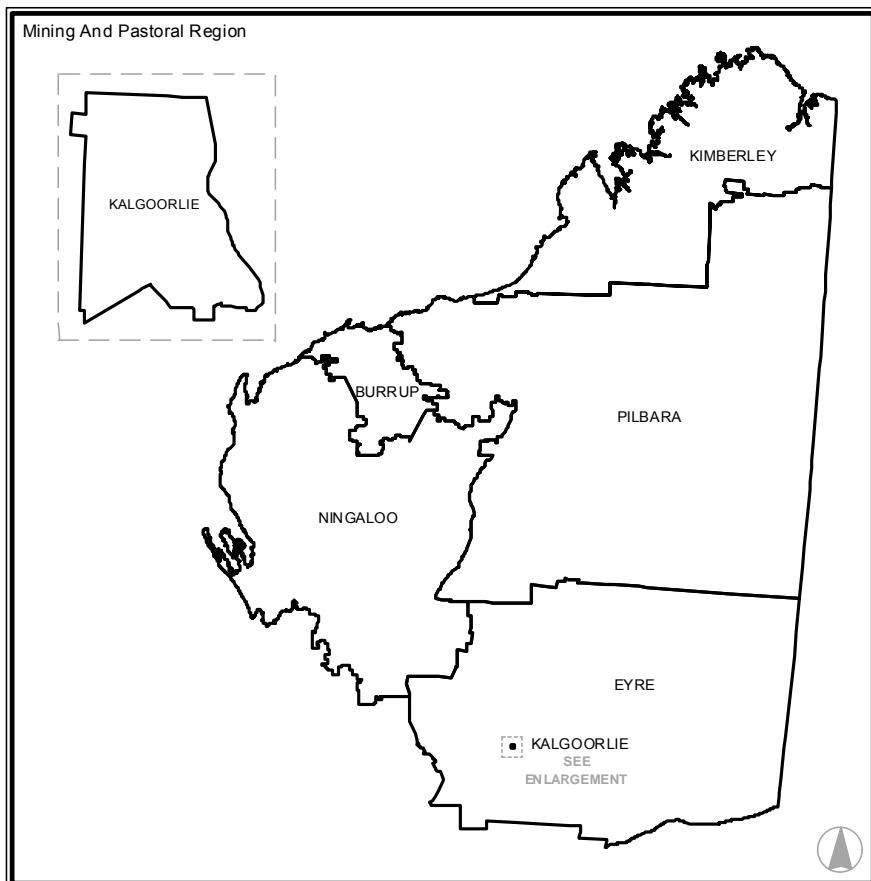 Mining And Pastoral Region
KALGOORLIE
KIMBERLEY
BURRUP
PILBARA
NINGALOO
EYRE
KALGOORLIE
SEE
ENLARGEMENT